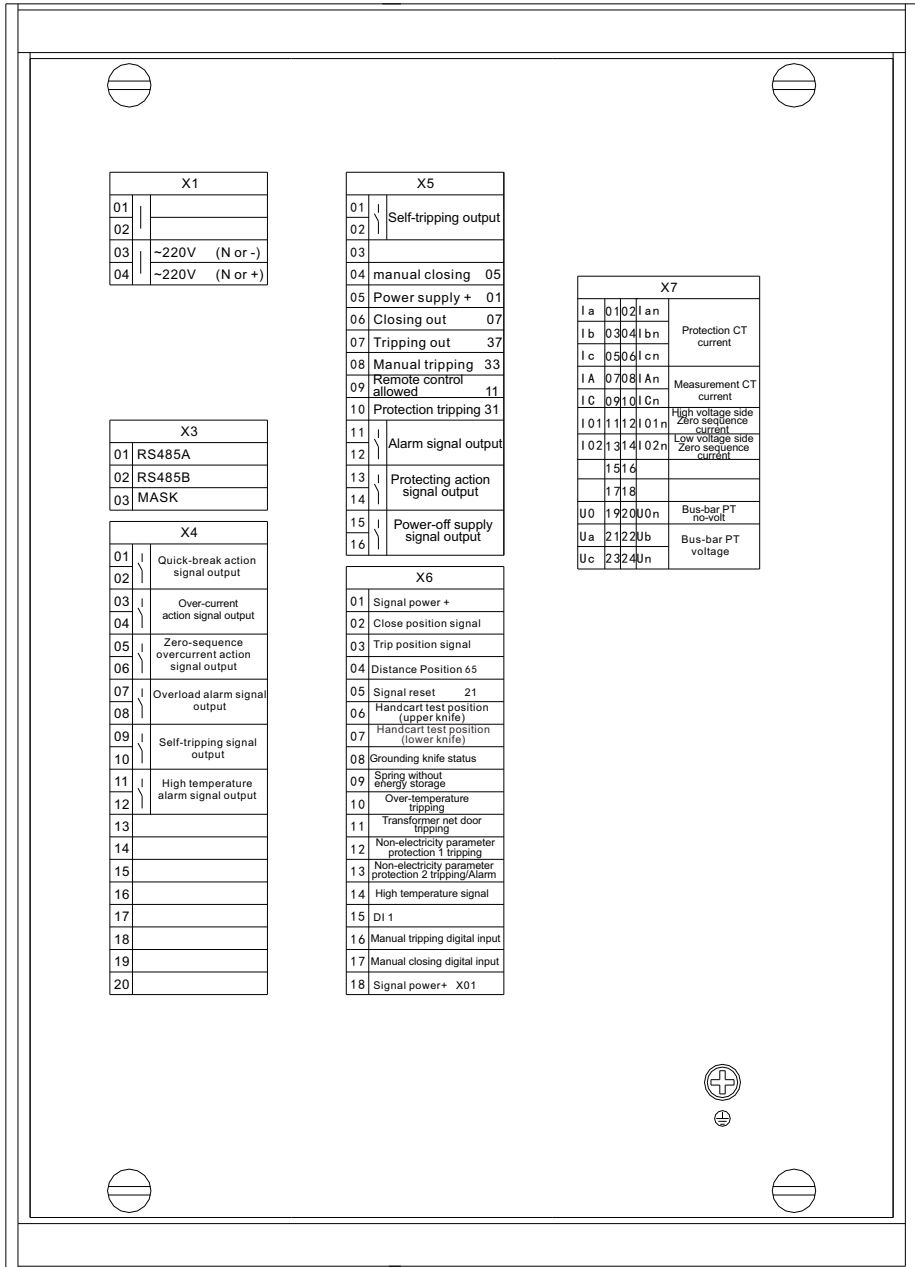 X1
01
02
03 ~220V (N or -)
04 ~220V (N or +)
X3
01 RS485A
02 RS485B
03 MASK
X4
01
02
Quick-break action
signal output
03
04
Over-current
action signal output
05
06
Zero-sequence
overcurrent action
signal output
07
08
Overload alarm signal
output
09
10
Self-tripping signal
output
11
12
High temperature
alarm signal output
13
14
15
16
17
18
19
20
X5
01
02
Self-tripping output
03
04 manual closing 05
05 Power supply + 01
06 Closing out 07
07 Tripping out 37
08 Manual tripping 33
09 Remote control
allowed 11
10 Protection tripping 31
11
12
Alarm signal output
13
14
Protecting action
signal output
15
16
Power-off supply
signal output
X6
01 Signal power +
02 Close position signal
03 Trip position signal
04 Distance Position 65
05 Signal reset 21
06 Handcart test position
(upper knife)
07 Handcart test position
(lower knife)
08 Grounding knife status
09 Spring without
energy storage
10 Over-temperature
tripping
11 Transformer net door
tripping
12 Non-electricity parameter
protection 1 tripping
13 Non-electricity parameter
protection 2 tripping/Alarm
14 High temperature signal
15 DI 1
16 Manual tripping digital input
17 Manual closing digital input
18 Signal power+ X01
X7
Ia 01 02 Ian
Ib 03 04 Ibn
Ic 05 06 Icn
Protection CT
current
IA 07 08 IAn
IC 09 10 ICn
Measurement CT
current
I01 11 12 I01n
High voltage side
Zero sequence
current
I02 13 14 I02n
Low voltage side
Zero sequence
current
15 16
17 18
U0 19 20 U0n
Bus-bar PT
no-volt
Ua 21 22 Ub
Uc 23 24 Un
Bus-bar PT
voltage